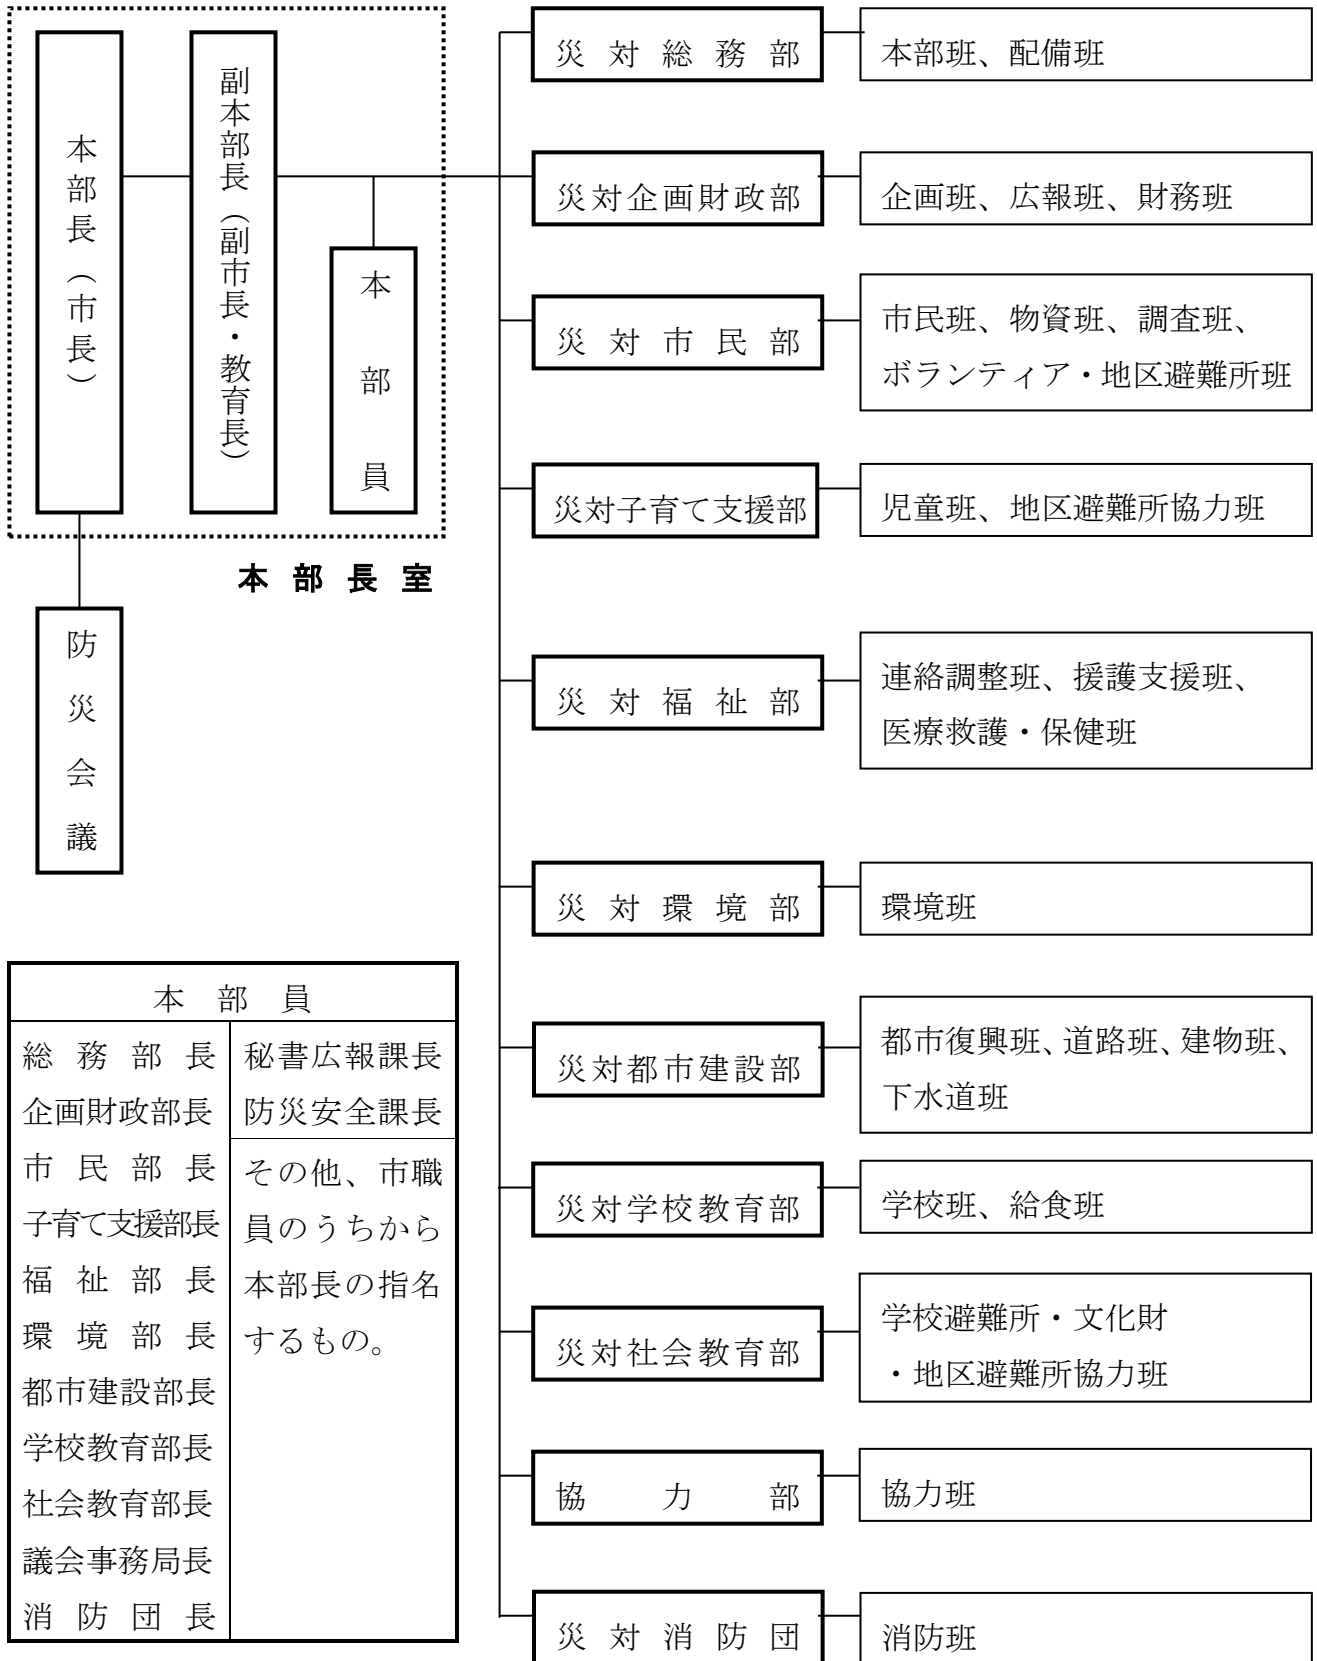 本部長(市長)
副本部長(副市長・教育長)
本部員
本部長室
防災会議
災対総務部
本部班、配備班
災対企画財政部
企画班、広報班、財務班
災対市民部
市民班、物資班、調査班、
ボランティア・地区避難所班
災対子育て支援部
児童班、地区避難所協力班
災対福祉部
連絡調整班、援護支援班、
医療救護・保健班
災対環境部
環境班
災対都市建設部
都市復興班、道路班、建物班、
下水道班
災対学校教育部
学校班、給食班
災対社会教育部
学校避難所・文化財
・地区避難所協力班
協力部
協力班
災対消防団
消防班
本部員
総務部長
企画財政部長
市民部長
子育て支援部長
福祉部長
環境部長
都市建設部長
学校教育部長
社会教育部長
議会事務局長
消防団長
秘書広報課長
防災安全課長
その他、市職
員のうちから
本部長の指名
するもの。